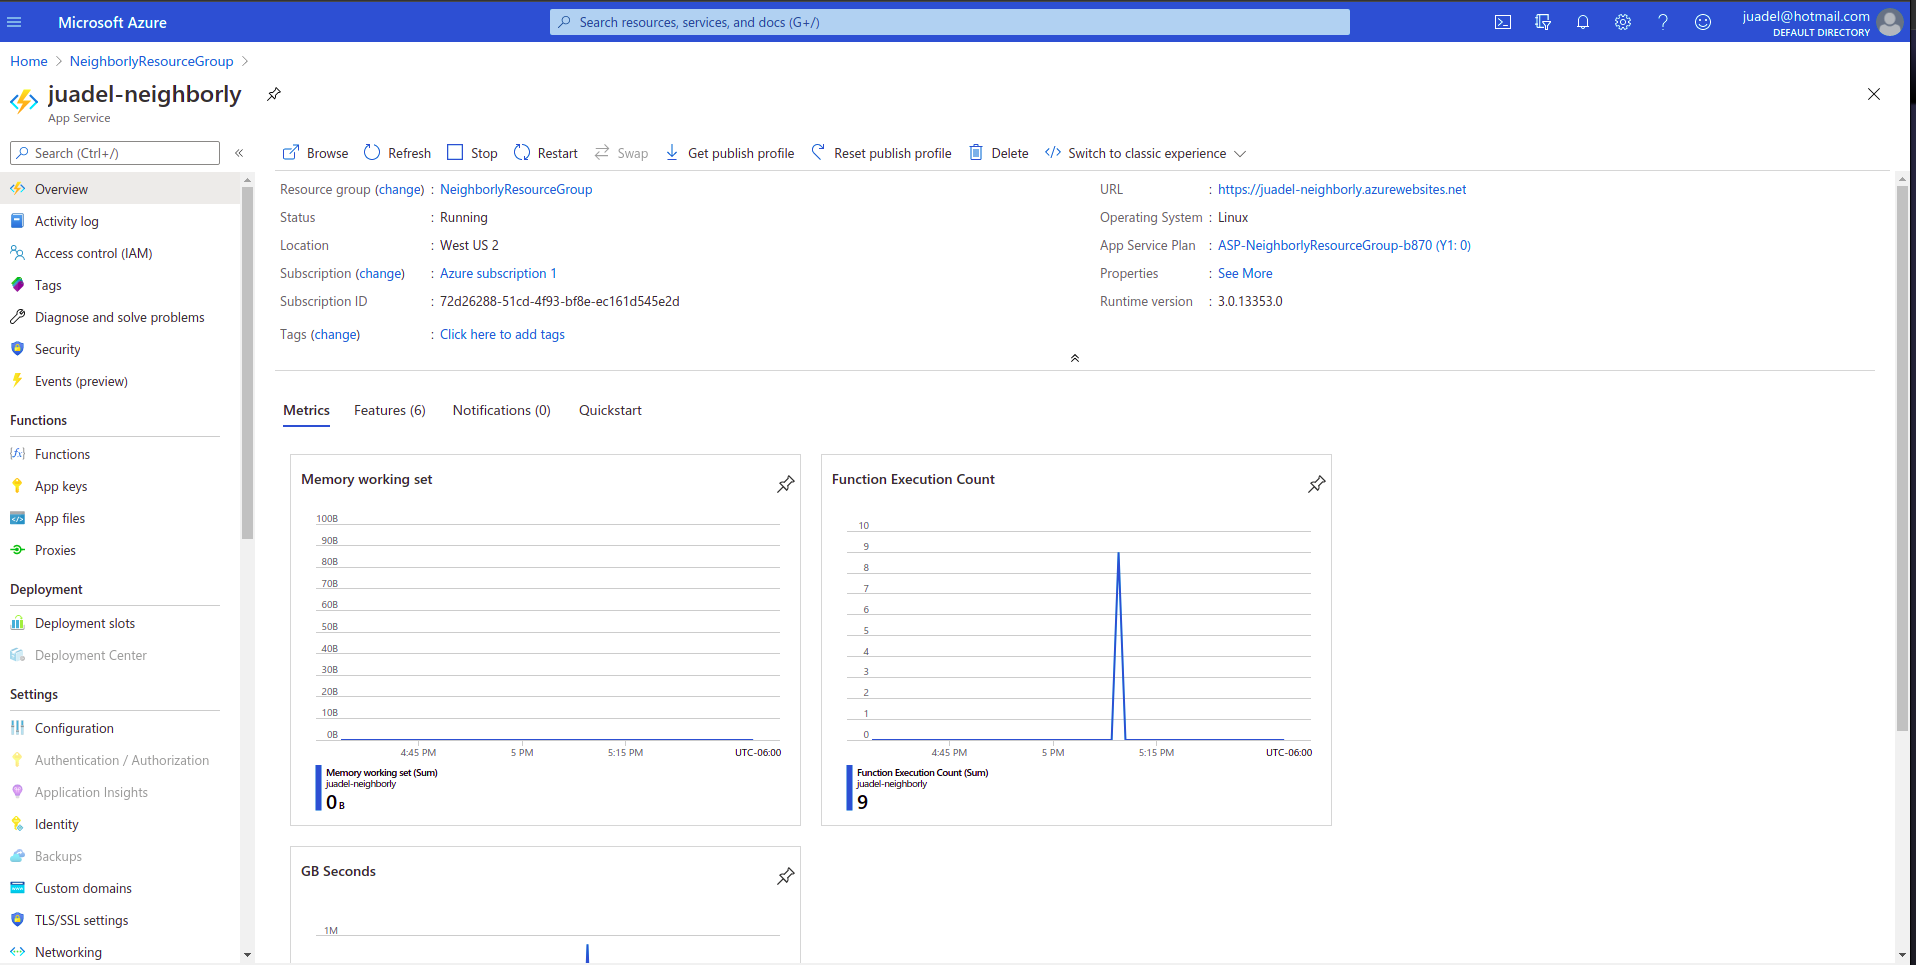 Microsoft Azure
Search resources, services, and docs (G+/)
juadel@hotmail.com
DEFAULT DIRECTORY
Home > NeighborlyResourceGroup >
juadel-neighborly
App Service
Search (Ctrl+/)
«
Browse Refresh Stop Restart Swap Get publish profile Reset publish profile Delete Switch to classic experience
Overview
Activity log
Access control (IAM)
Tags
Diagnose and solve problems
Security
Events (preview)
Functions
Functions
App keys
App files
Proxies
Deployment
Deployment slots
Deployment Center
Settings
Configuration
Authentication / Authorization
Application Insights
Identity
Backups
Custom domains
TLS/SSL settings
Networking
Resource group (change) : NeighborlyResourceGroup
Status : Running
Location : West US 2
Subscription (change) : Azure subscription 1
Subscription ID : 72d26288-51cd-4f93-bf8e-ec161d545e2d
Tags (change) : Click here to add tags
URL : https://juadel-neighborly.azurewebsites.net
Operating System : Linux
App Service Plan : ASP-NeighborlyResourceGroup-b870 (Y1: 0)
Properties : See More
Runtime version : 3.0.13353.0
Metrics Features (6) Notifications (0) Quickstart
Memory working set
100B
90B
80B
70B
60B
50B
40B
30B
20B
10B
0B
4:45 PM 5 PM 5:15 PM UTC-06:00
Memory working set (Sum)
juadel-neighborly
0 B
Function Execution Count
10
9
8
7
6
5
4
3
2
1
0
4:45 PM 5 PM 5:15 PM UTC-06:00
Function Execution Count (Sum)
juadel-neighborly
9
GB Seconds
1M